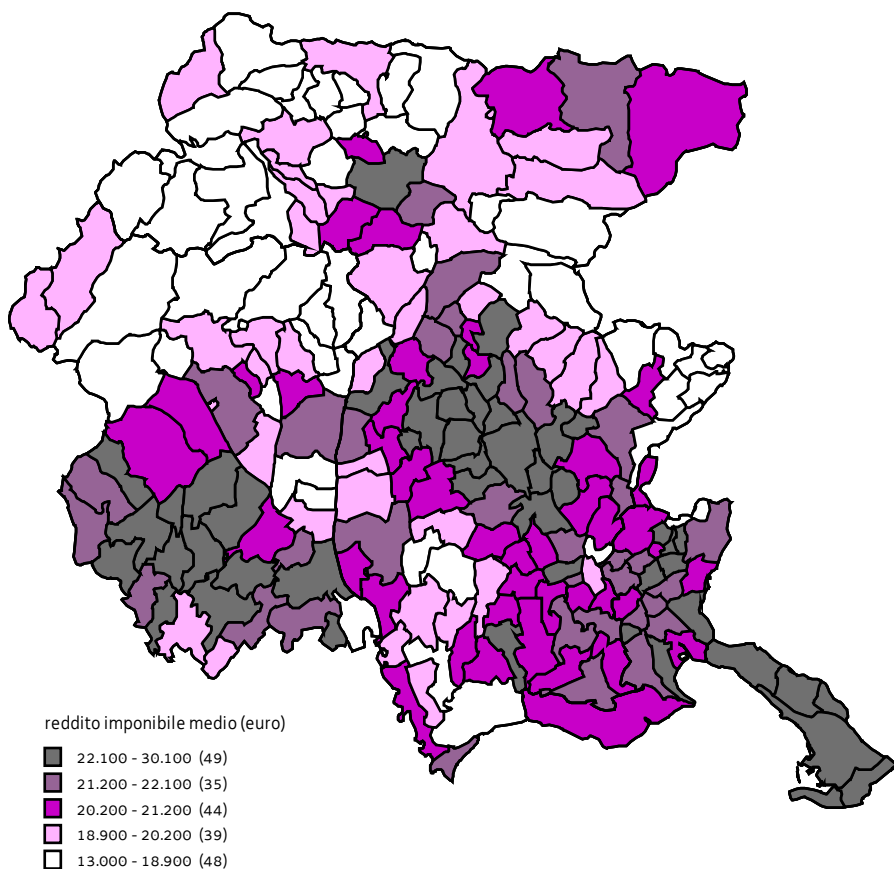 reddito imponibile medio (euro)
22.100 - 30.100 (49)
21.200 - 22.100 (35)
20.200 - 21.200 (44)
18.900 - 20.200 (39)
13.000 - 18.900 (48)